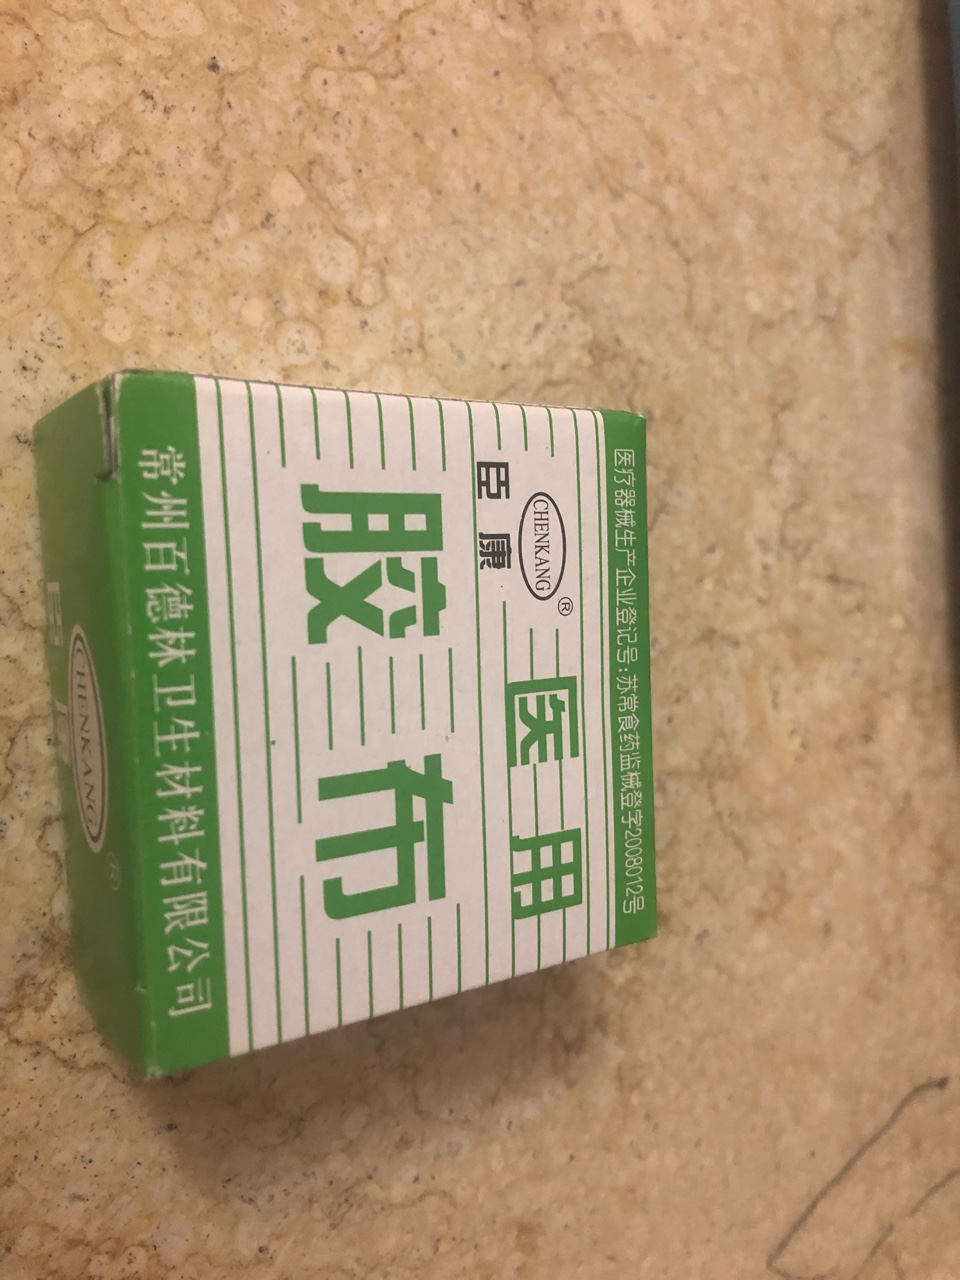 医疗器械生产企业登记号:苏常食药监械登字2008012号
CHENKANG®
臣康
医用
胶布
常州百德林卫生材料有限公司
CHENKANG®
臣